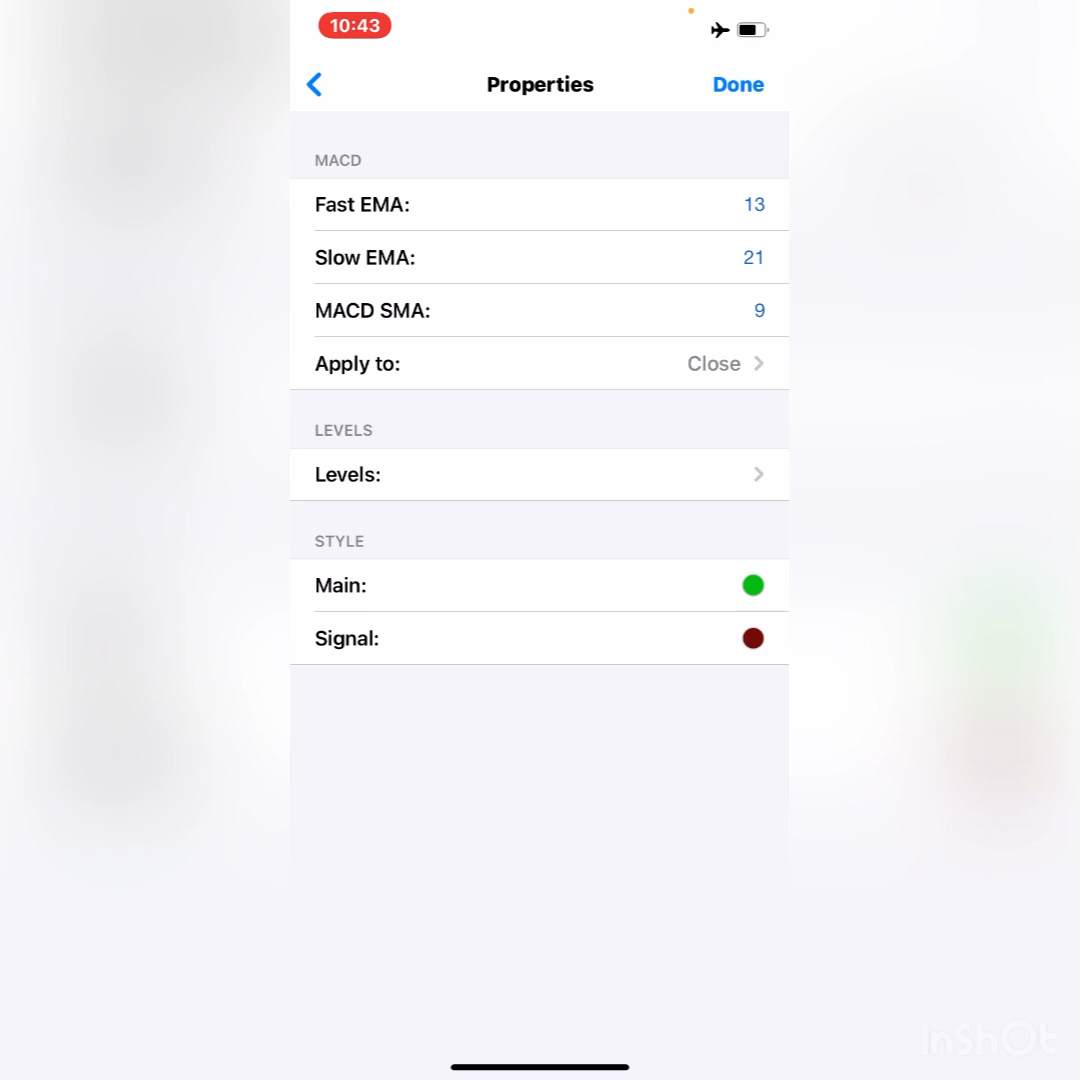 10:43
Properties
Done
MACD
Fast EMA: 13
Slow EMA: 21
MACD SMA: 9
Apply to: Close
LEVELS
Levels:
STYLE
Main:
Signal:
InShOt